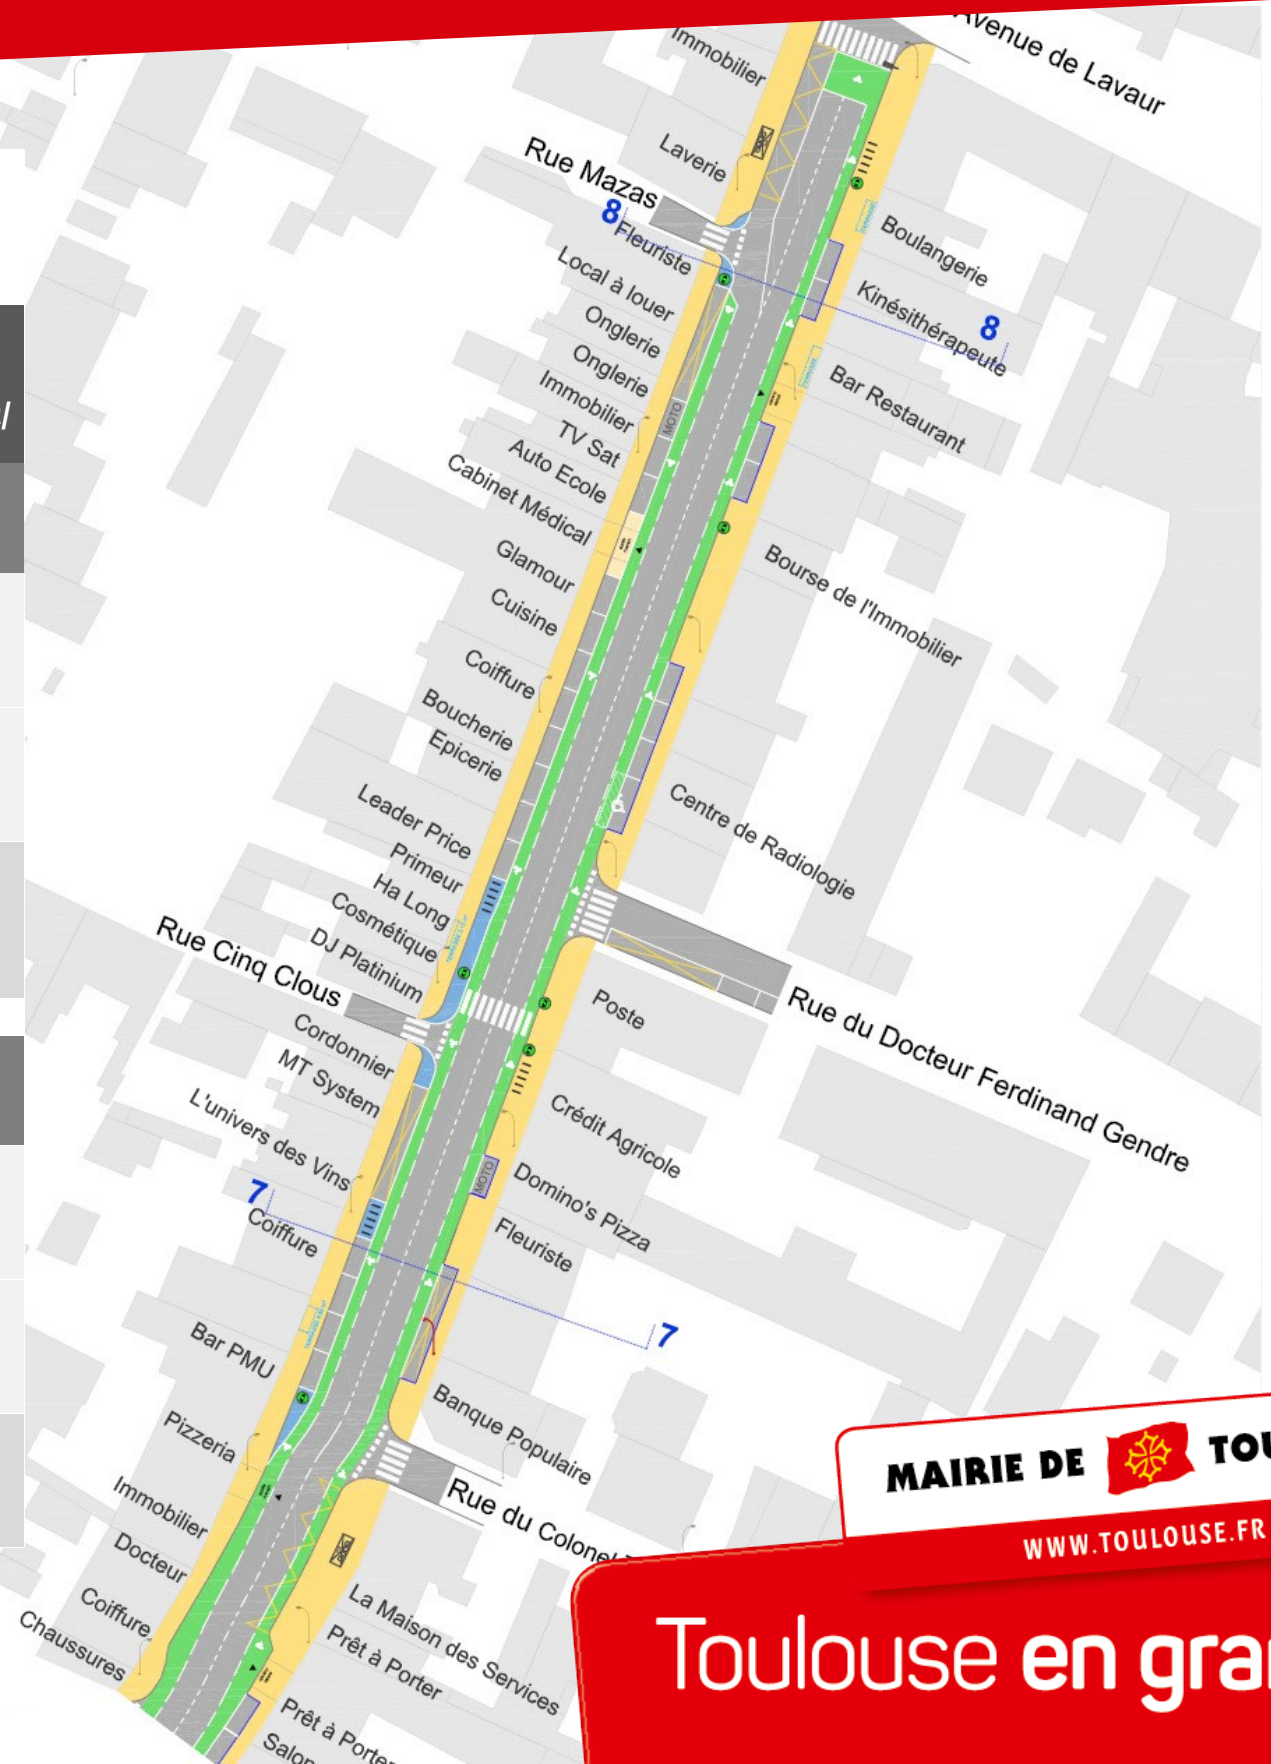 Avenue de Lavaur
Immobilier
Laverie
Rue Mazas
8
Fleuriste
Boulangerie
Local à louer
Kinésithérapeute
8
Onglerie
Onglerie
Bar Restaurant
Immobilier
MOTO
TV Sat
Auto Ecole
Cabinet Médical
Glamour
Bourse de l'Immobilier
Cuisine
Coiffure
Boucherie
Epicerie
Leader Price
Centre de Radiologie
Primeur
Ha Long
Cosmétique
Rue Cinq Clous
DJ Platinium
Poste
Rue du Docteur Ferdinand Gendre
Cordonnier
MT System
L'univers des Vins
Crédit Agricole
MOTO
Domino's Pizza
7
Coiffure
Fleuriste
7
Bar PMU
Banque Populaire
Pizzeria
Rue du Colonel
Immobilier
Docteur
Coiffure
Chaussures
La Maison des Services
Prêt à Porter
Prêt à Porter
Salon
MAIRIE DE TOU
WWW.TOULOUSE.FR
Toulouse en gra